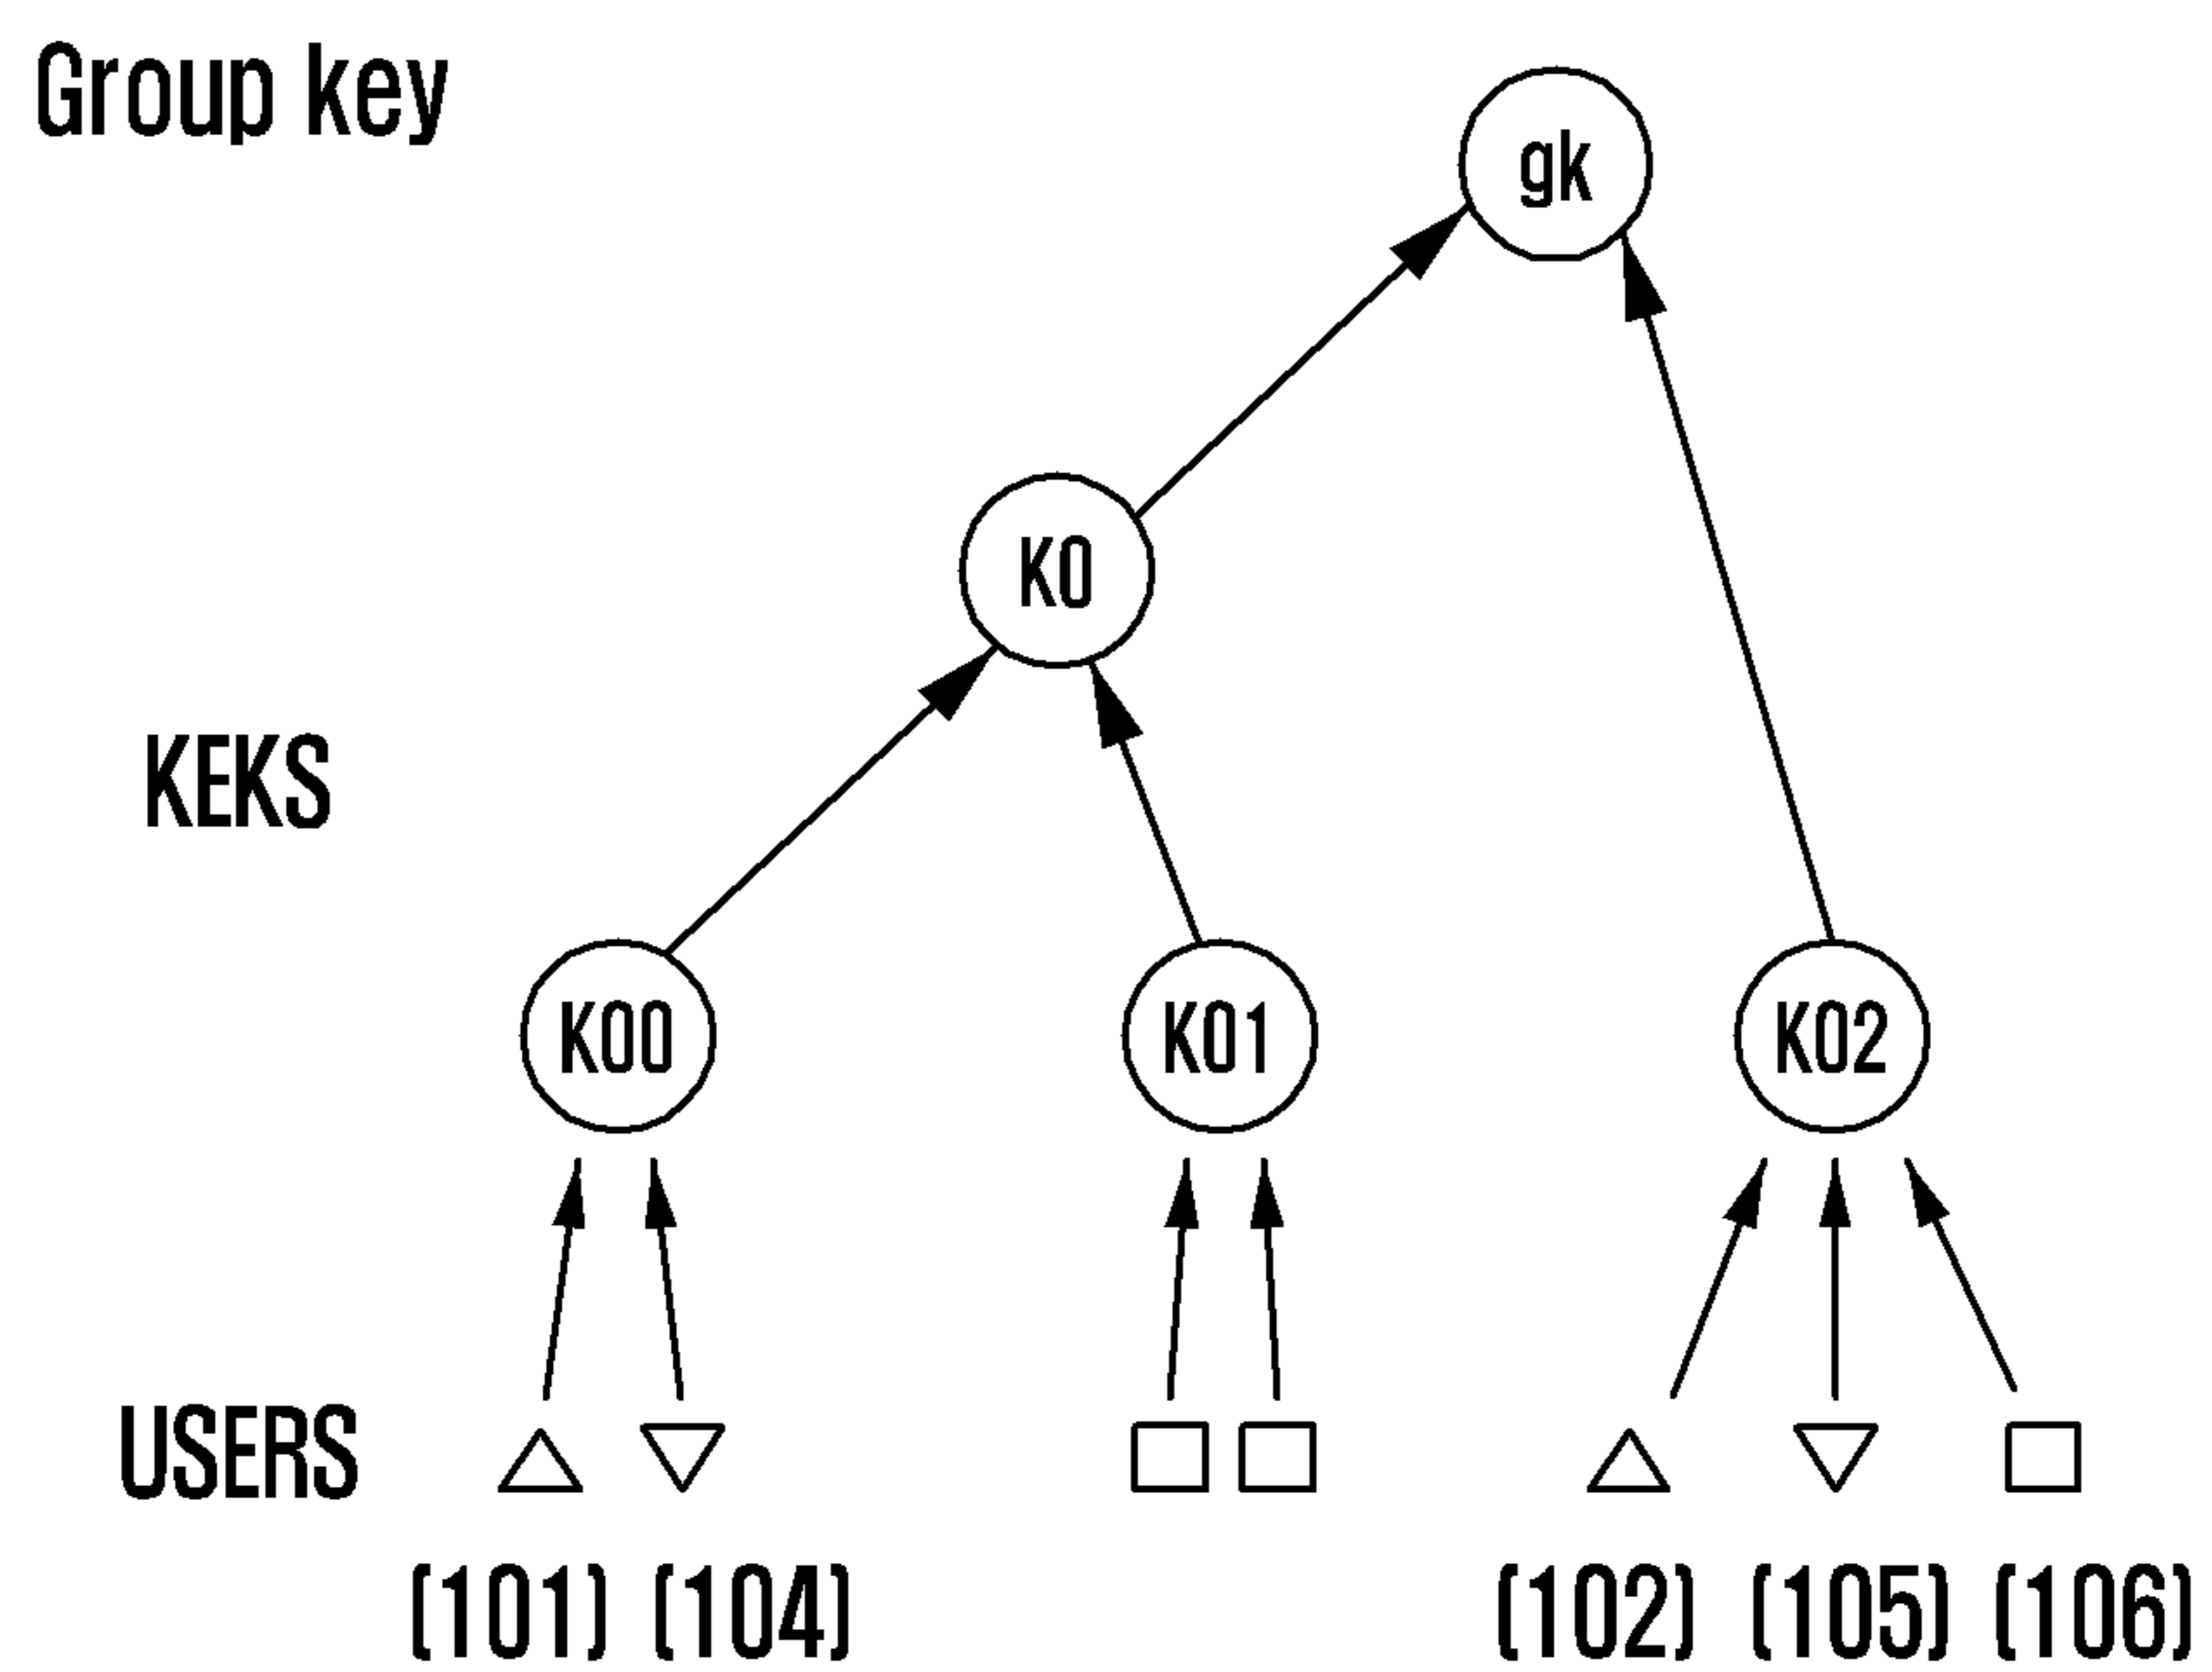 Group key
gk
K0
KEKS
K00
K01
K02
USERS
(101) (104)
(102) (105) (106)